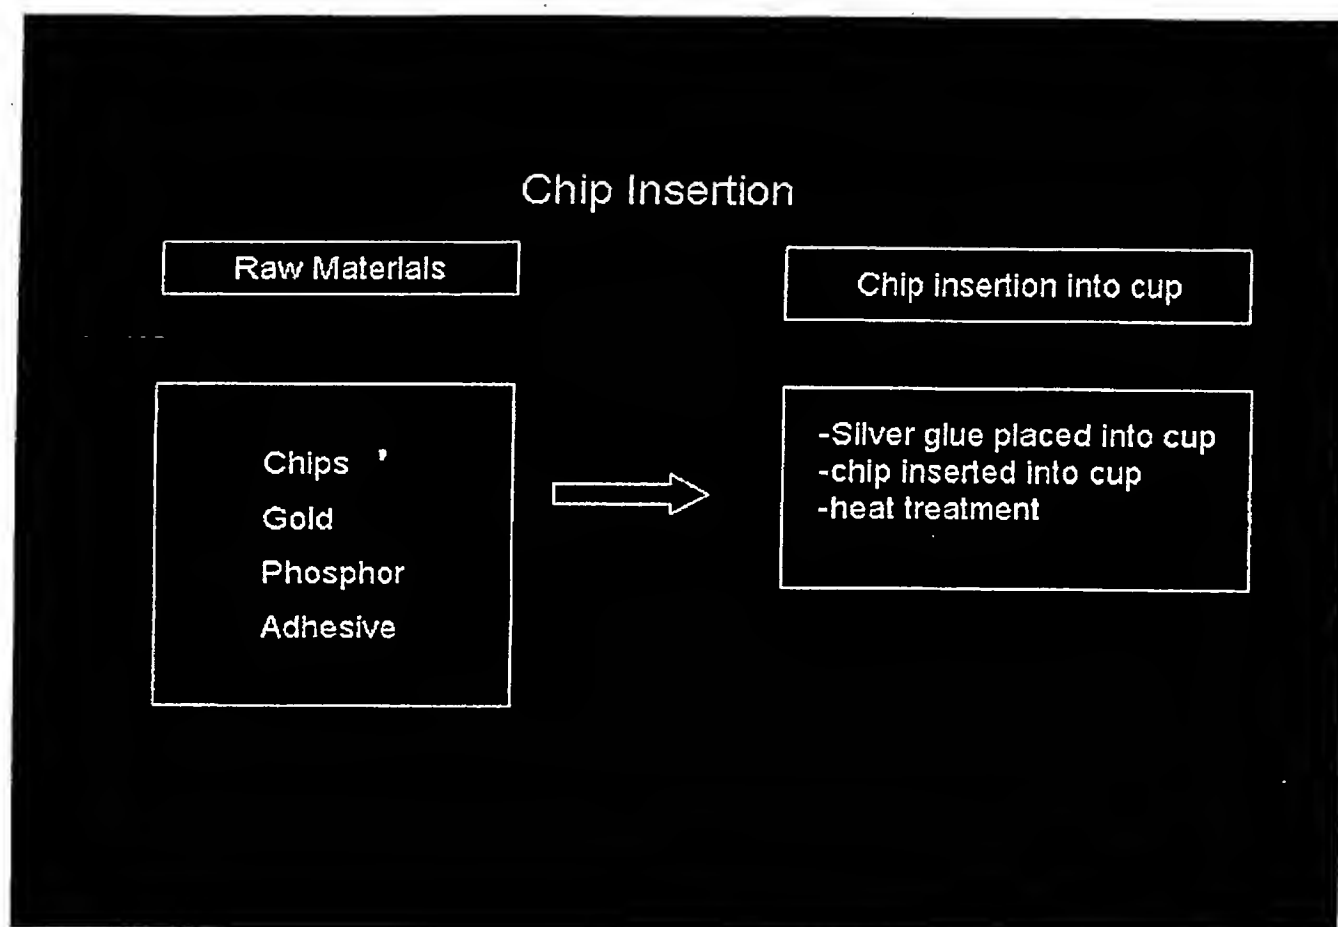 Chip Insertion
Raw Materials
Chips
Gold
Phosphor
Adhesive
Chip insertion into cup
-Silver glue placed into cup
-chip inserted into cup
-heat treatment